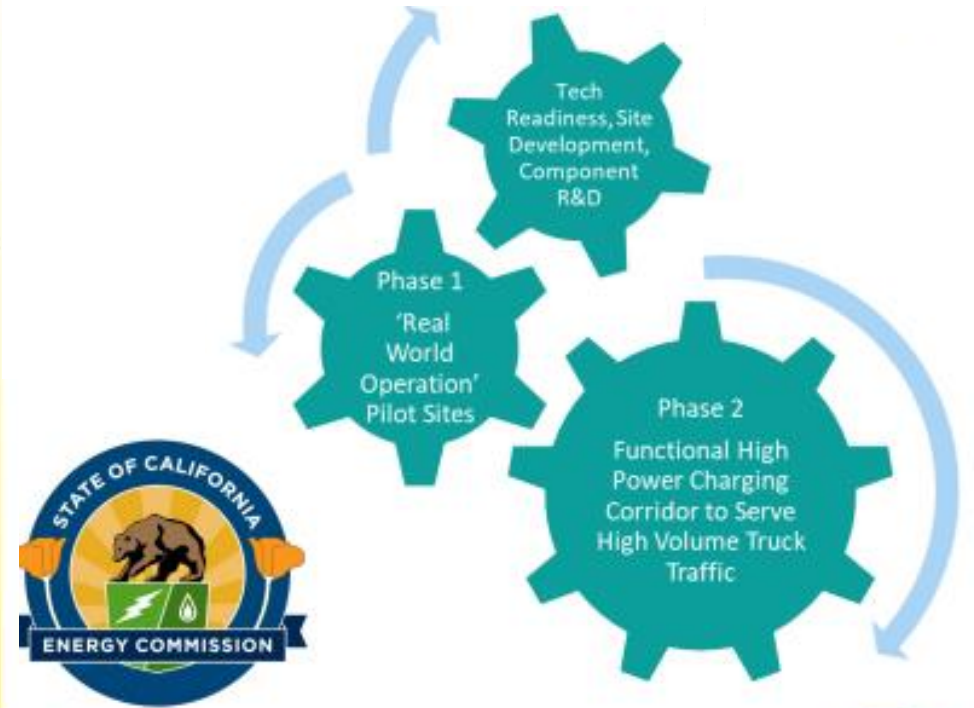 Tech
Readiness, Site
Development,
Component
R&D
Phase 1
‘Real
World
Operation’
Pilot Sites
Phase 2
Functional High
Power Charging
Corridor to Serve
High Volume Truck
Traffic
STATE OF CALIFORNIA
ENERGY COMMISSION